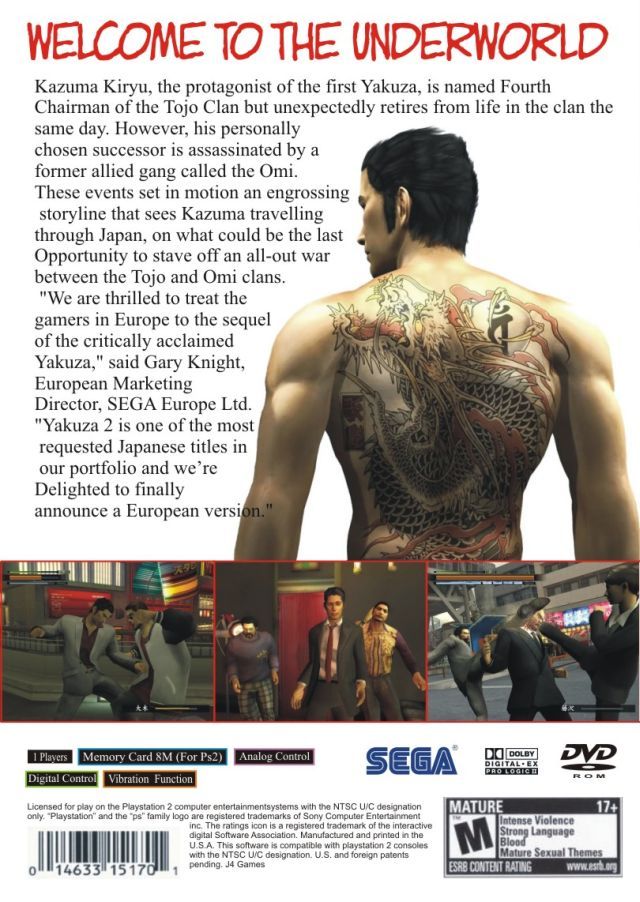 WELCOME TO THE UNDERWORLD
Kazuma Kiryu, the protagonist of the first Yakuza, is named Fourth
Chairman of the Tojo Clan but unexpectedly retires from life in the clan the
same day. However, his personally
chosen successor is assassinated by a
former allied gang called the Omi.
These events set in motion an engrossing
storyline that sees Kazuma travelling
through Japan, on what could be the last
Opportunity to stave off an all-out war
between the Tojo and Omi clans.
"We are thrilled to treat the
gamers in Europe to the sequel
of the critically acclaimed
Yakuza," said Gary Knight,
European Marketing
Director, SEGA Europe Ltd.
"Yakuza 2 is one of the most
requested Japanese titles in
our portfolio and we’re
Delighted to finally
announce a European version."
1 Players
Memory Card 8M (For Ps2)
Analog Control
Digital Control
Vibration Function
SEGA®
DOLBY
DIGITAL·EX
PRO LOGIC II
DVD
ROM
Licensed for play on the Playstation 2 computer entertainmentsystems with the NTSC U/C designation
only. “Playstation” and the “ps” family logo are registered trademarks of Sony Computer Entertainment
inc. The ratings icon is a registered trademark of the interactive
digital Software Association. Manufactured and printed in the
U.S.A. This software is compatible with playstation 2 consoles
with the NTSC U/C designation. U.S. and foreign patents
pending. J4 Games
0 14633 15170 1
MATURE 17+
M
Intense Violence
Strong Language
Blood
Mature Sexual Themes
ESRB CONTENT RATING www.esrb.org